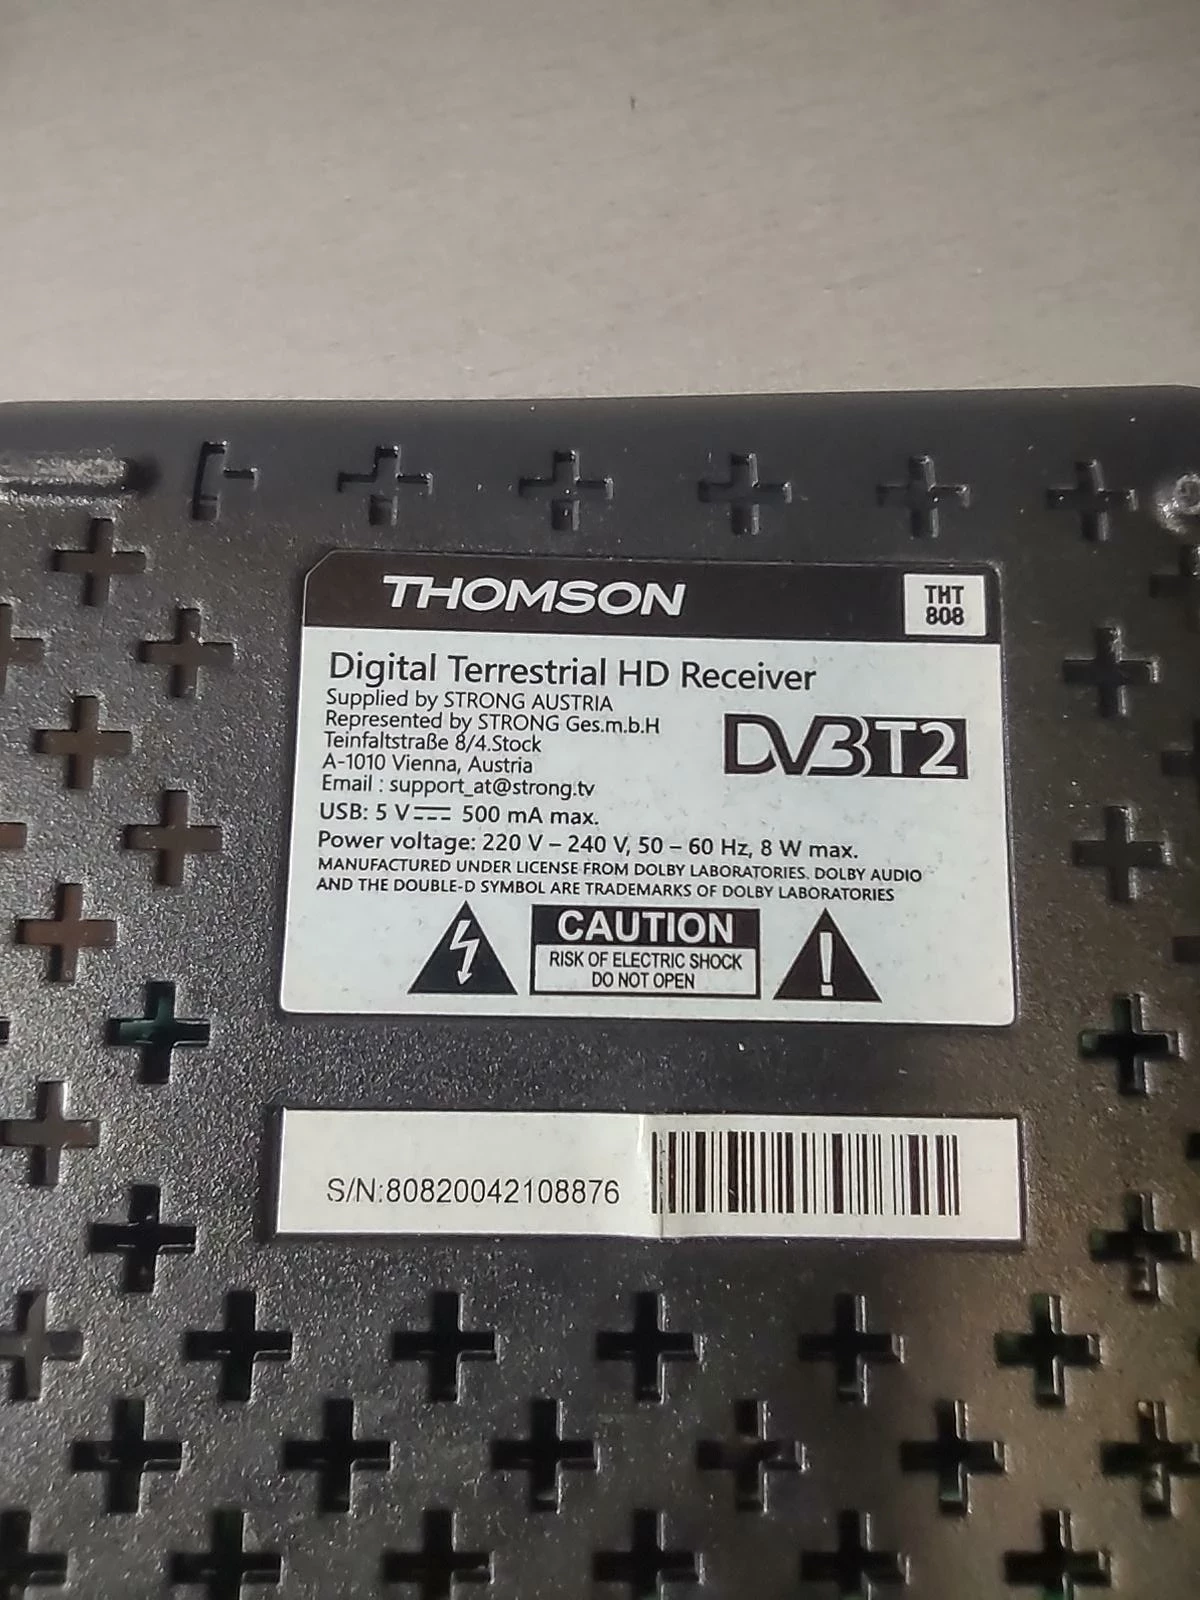 THOMSON
THT
808
Digital Terrestrial HD Receiver
Supplied by STRONG AUSTRIA
Represented by STRONG Ges.m.b.H
Teinfaltstraße 8/4.Stock
A-1010 Vienna, Austria
Email : support_at@strong.tv
DVB T2
USB: 5 V⎓ 500 mA max.
Power voltage: 220 V – 240 V, 50 – 60 Hz, 8 W max.
MANUFACTURED UNDER LICENSE FROM DOLBY LABORATORIES. DOLBY AUDIO
AND THE DOUBLE-D SYMBOL ARE TRADEMARKS OF DOLBY LABORATORIES
CAUTION
RISK OF ELECTRIC SHOCK
DO NOT OPEN
S/N:80820042108876